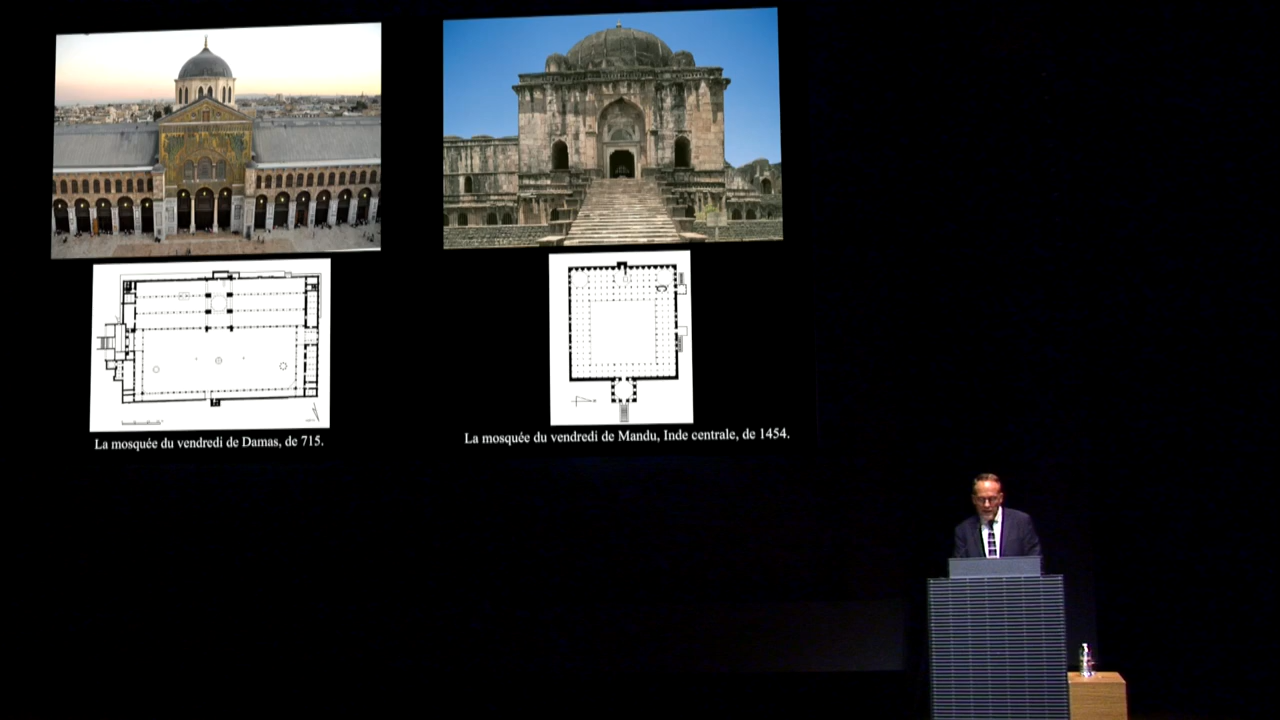 La mosquée du vendredi de Damas, de 715.
La mosquée du vendredi de Mandu, Inde centrale, de 1454.